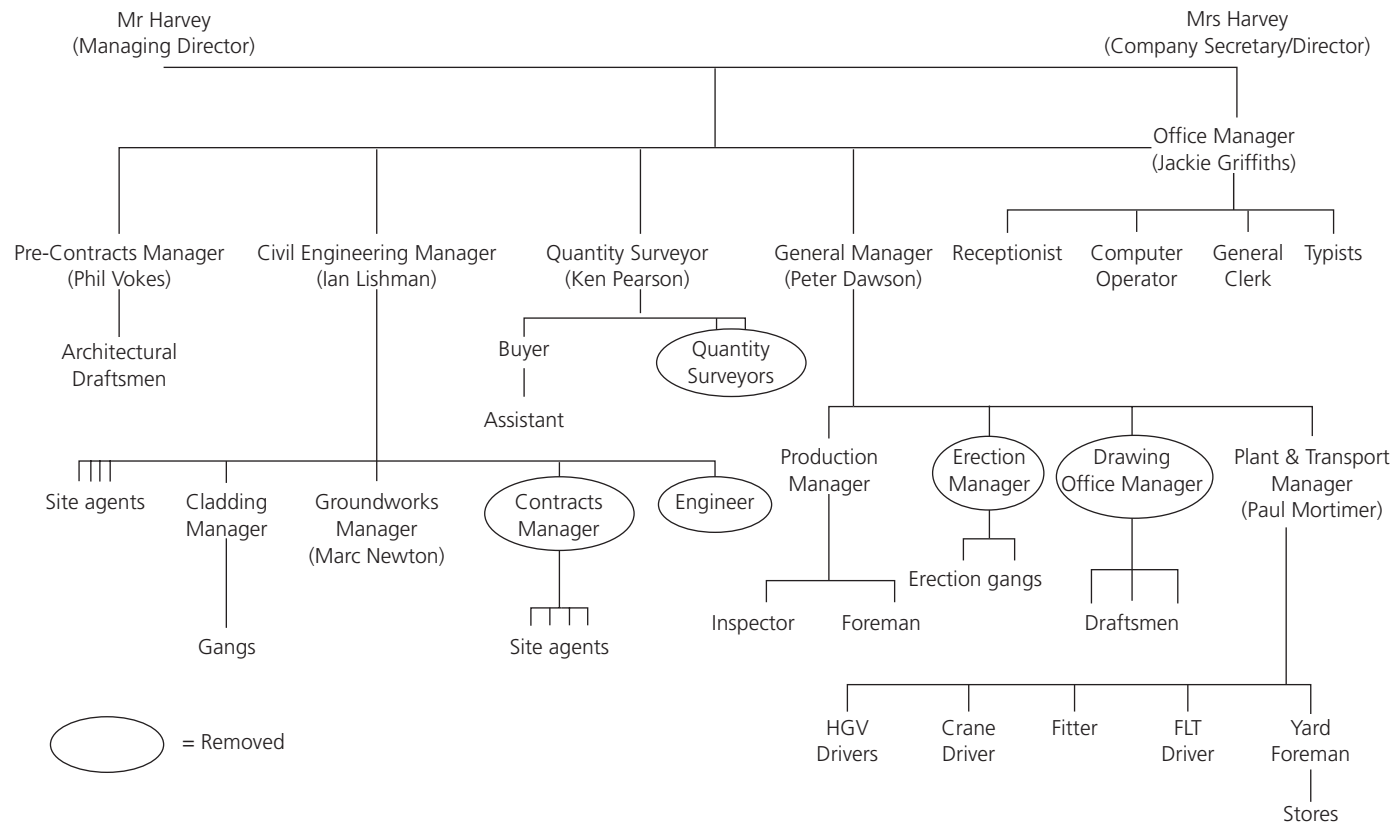 Mr Harvey
(Managing Director)
Mrs Harvey
(Company Secretary/Director)
Office Manager
(Jackie Griffiths)
Pre-Contracts Manager
(Phil Vokes)
Civil Engineering Manager
(Ian Lishman)
Quantity Surveyor
(Ken Pearson)
General Manager
(Peter Dawson)
Receptionist
Computer
Operator
General
Clerk
Typists
Architectural
Draftsmen
Buyer
Quantity
Surveyors
Assistant
Site agents
Cladding
Manager
Groundworks
Manager
(Marc Newton)
Contracts
Manager
Engineer
Production
Manager
Erection
Manager
Drawing
Office Manager
Plant & Transport
Manager
(Paul Mortimer)
Gangs
Site agents
Inspector
Foreman
Erection gangs
Draftsmen
HGV
Drivers
Crane
Driver
Fitter
FLT
Driver
Yard
Foreman
Stores
= Removed